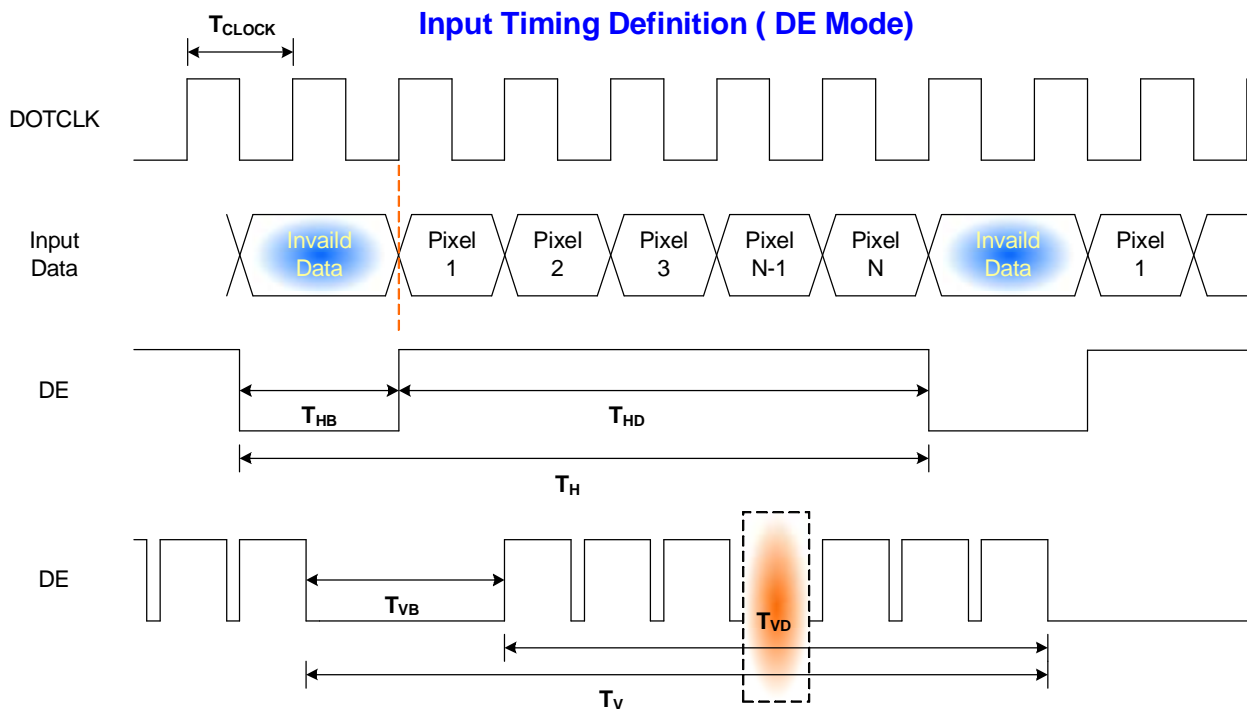 Input Timing Definition ( DE Mode)
TCLOCK
DOTCLK
Input
Data
Invaild
Data
Pixel
1
Pixel
2
Pixel
3
Pixel
N-1
Pixel
N
Invaild
Data
Pixel
1
DE
THB
THD
TH
DE
TVB
TVD
TV